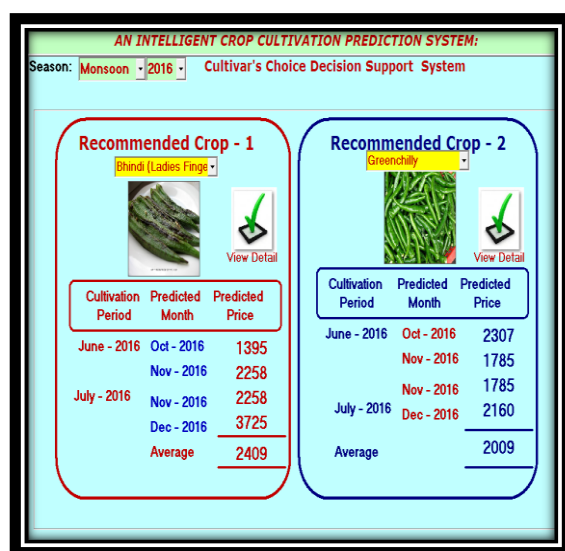 AN INTELLIGENT CROP CULTIVATION PREDICTION SYSTEM:
Season: Monsoon 2016 Cultivar's Choice Decision Support System
Recommended Crop - 1
Bhindi (Ladies Finge
View Detail
Cultivation Predicted Predicted
Period Month Price
June - 2016 Oct - 2016 1395
Nov - 2016 2258
July - 2016 Nov - 2016 2258
Dec - 2016 3725
Average 2409
Recommended Crop - 2
Greenchilly
View Detail
Cultivation Predicted Predicted
Period Month Price
June - 2016 Oct - 2016 2307
Nov - 2016 1785
Nov - 2016 1785
July - 2016 Dec - 2016 2160
Average 2009